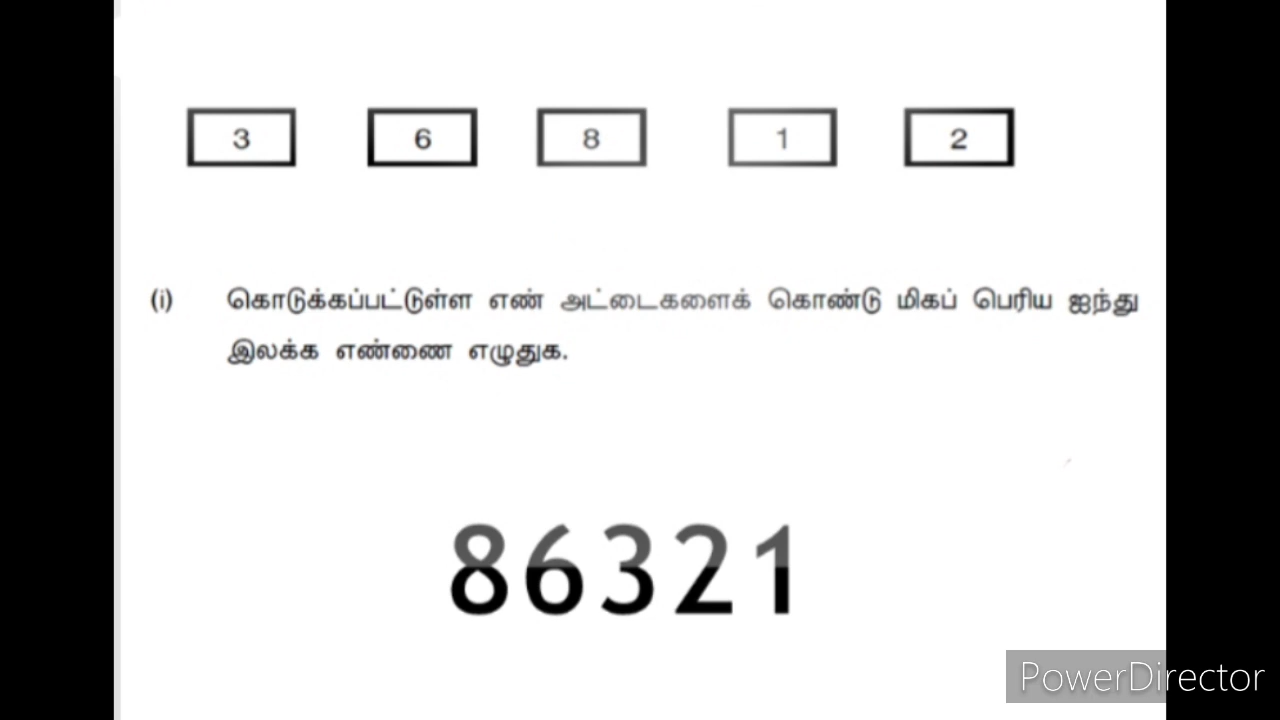 3 6 8 1 2
(i) கொடுக்கப்பட்டுள்ள எண் அட்டைகளைக் கொண்டு மிகப் பெரிய ஐந்து
இலக்க எண்ணை எழுதுக.
86321
PowerDirector